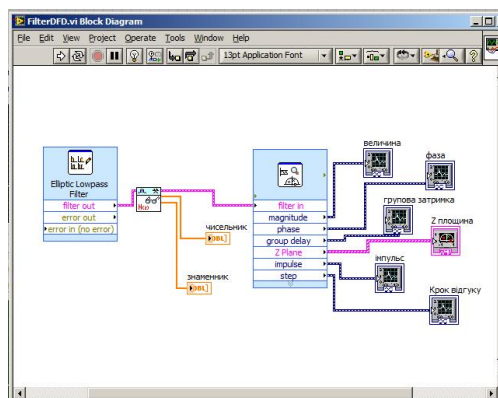 FilterDFD.vi Block Diagram
File Edit View Project Operate Tools Window Help
13pt Application Font
Elliptic Lowpass
Filter
filter out
error out
error in (no error)
H(z)
чисельник
DBL
знаменник
DBL
filter in
magnitude
phase
group delay
Z Plane
impulse
step
величина
фаза
групова затримка
Z площина
імпульс
Крок відгуку